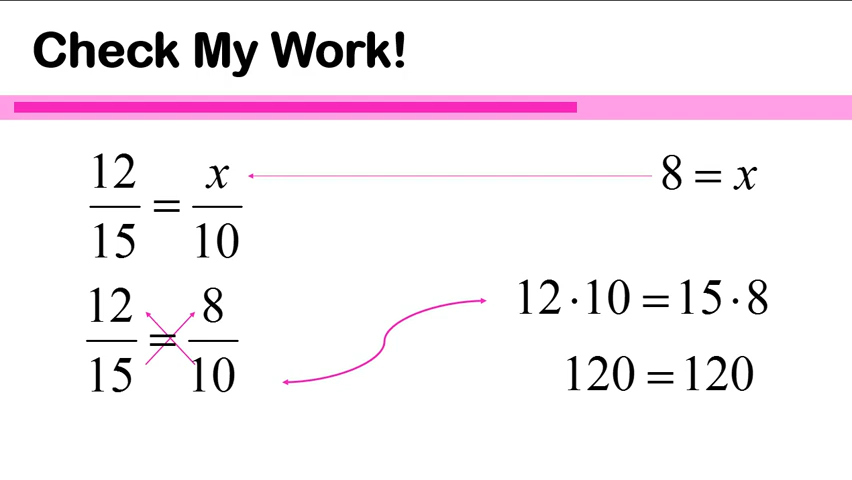 Check My Work!
12/15 = x/10
8 = x
12/15 = 8/10
12·10 = 15·8
120 = 120